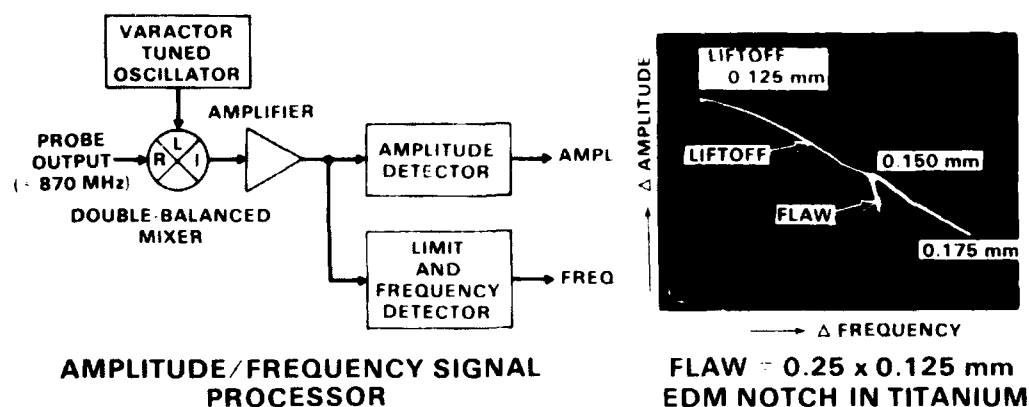 VARACTOR
TUNED
OSCILLATOR
AMPLIFIER
PROBE
OUTPUT
(~870 MHz)
L
R
I
DOUBLE-BALANCED
MIXER
AMPLITUDE
DETECTOR
AMPL
LIMIT
AND
FREQUENCY
DETECTOR
FREQ
AMPLITUDE/FREQUENCY SIGNAL
PROCESSOR
Δ AMPLITUDE
LIFTOFF
0.125 mm
LIFTOFF
0.150 mm
FLAW
0.175 mm
Δ FREQUENCY
FLAW = 0.25 x 0.125 mm
EDM NOTCH IN TITANIUM